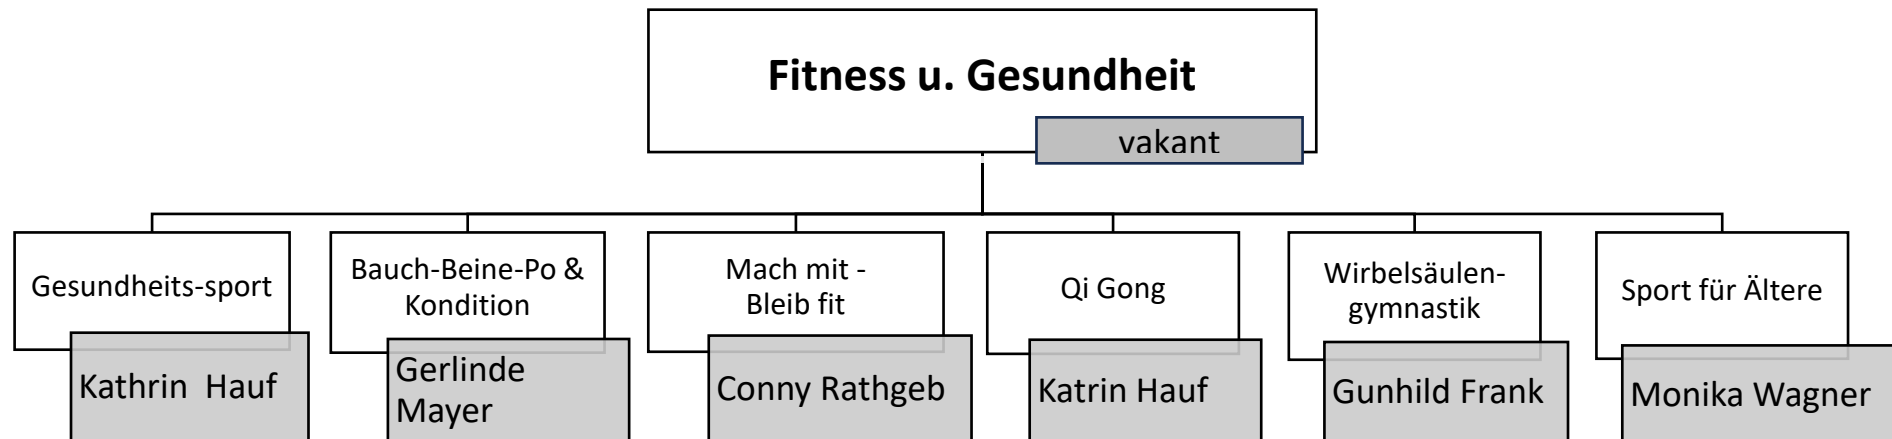 Fitness u. Gesundheit
vakant
Gesundheits-sport
Kathrin Hauf
Bauch-Beine-Po &
Kondition
Gerlinde
Mayer
Mach mit -
Bleib fit
Conny Rathgeb
Qi Gong
Katrin Hauf
Wirbelsäulen-
gymnastik
Gunhild Frank
Sport für Ältere
Monika Wagner